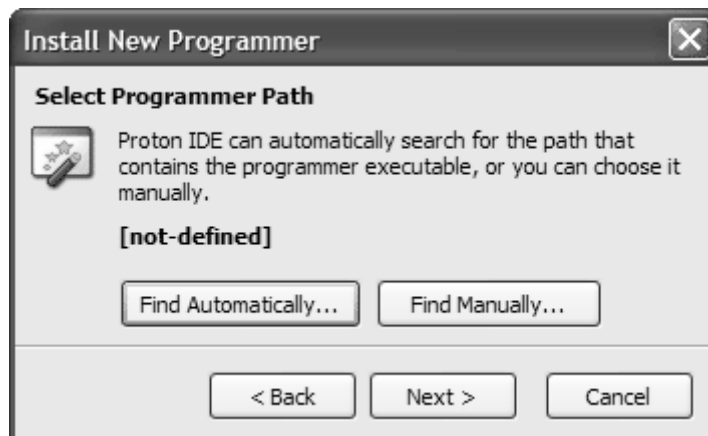 Install New Programmer
Select Programmer Path
Proton IDE can automatically search for the path that
contains the programmer executable, or you can choose it
manually.
[not-defined]
Find Automatically... Find Manually...
< Back Next > Cancel